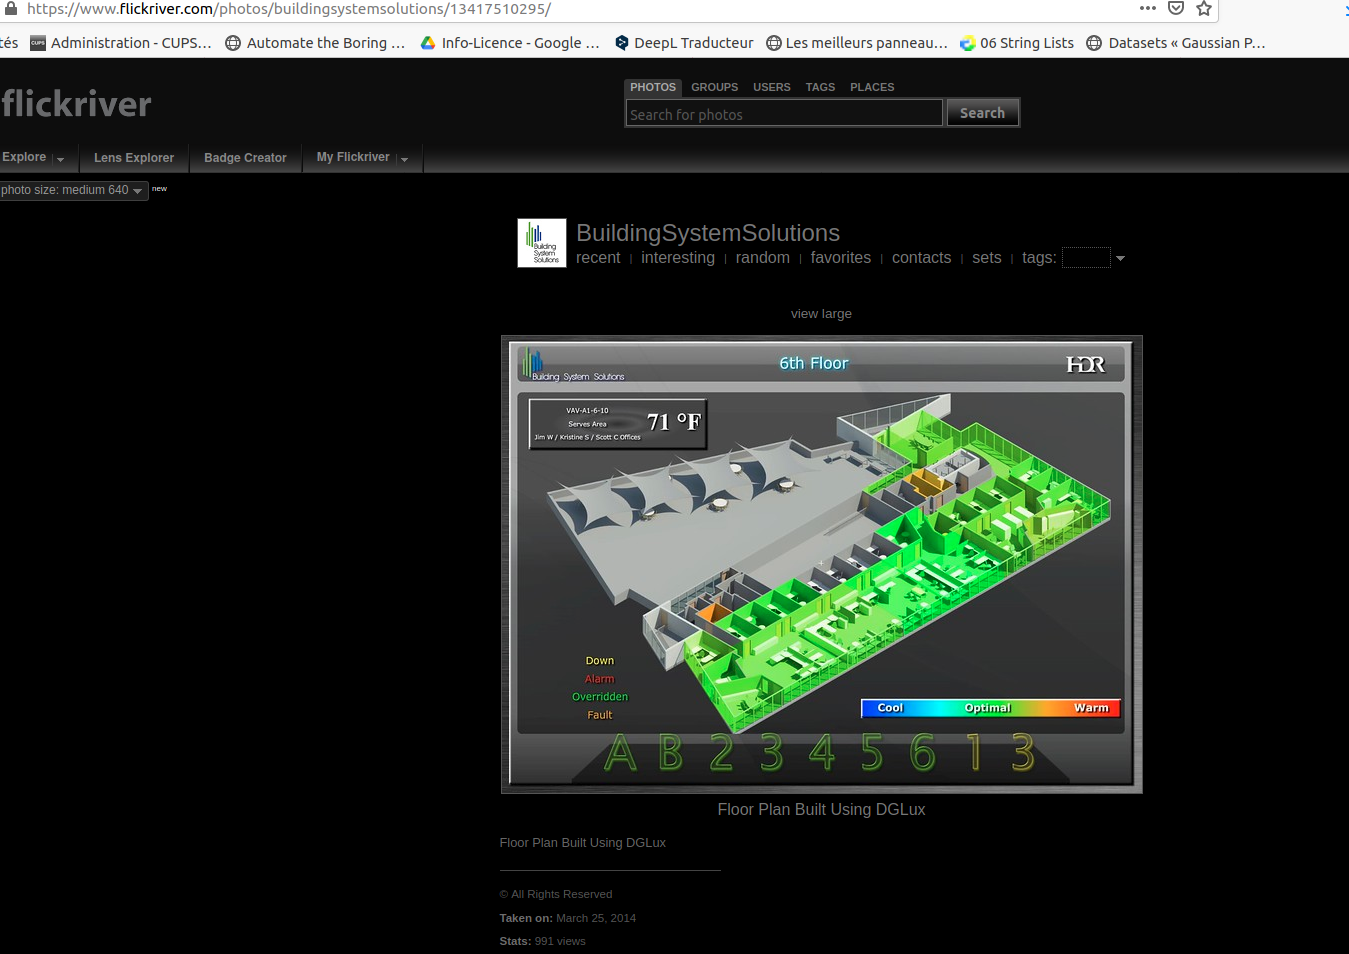 https://www.flickriver.com/photos/buildingsystemsolutions/13417510295/
tés CUPS Administration - CUPS… Automate the Boring … Info-Licence - Google … DeepL Traducteur Les meilleurs panneau… 06 String Lists Datasets « Gaussian P…
flickriver
PHOTOS GROUPS USERS TAGS PLACES
Search for photos Search
Explore Lens Explorer Badge Creator My Flickriver
photo size: medium 640 new
Building
System
Solutions
BuildingSystemSolutions
recent | interesting | random | favorites | contacts | sets | tags:
view large
Building System Solutions 6th Floor HDR
VAV-A1-6-10
Serves Area
Jim W / Kristine S / Scott C Offices
71 °F
Down
Alarm
Overridden
Fault
Cool Optimal Warm
A B 2 3 4 5 6 1 3
Floor Plan Built Using DGLux
Floor Plan Built Using DGLux
© All Rights Reserved
Taken on: March 25, 2014
Stats: 991 views